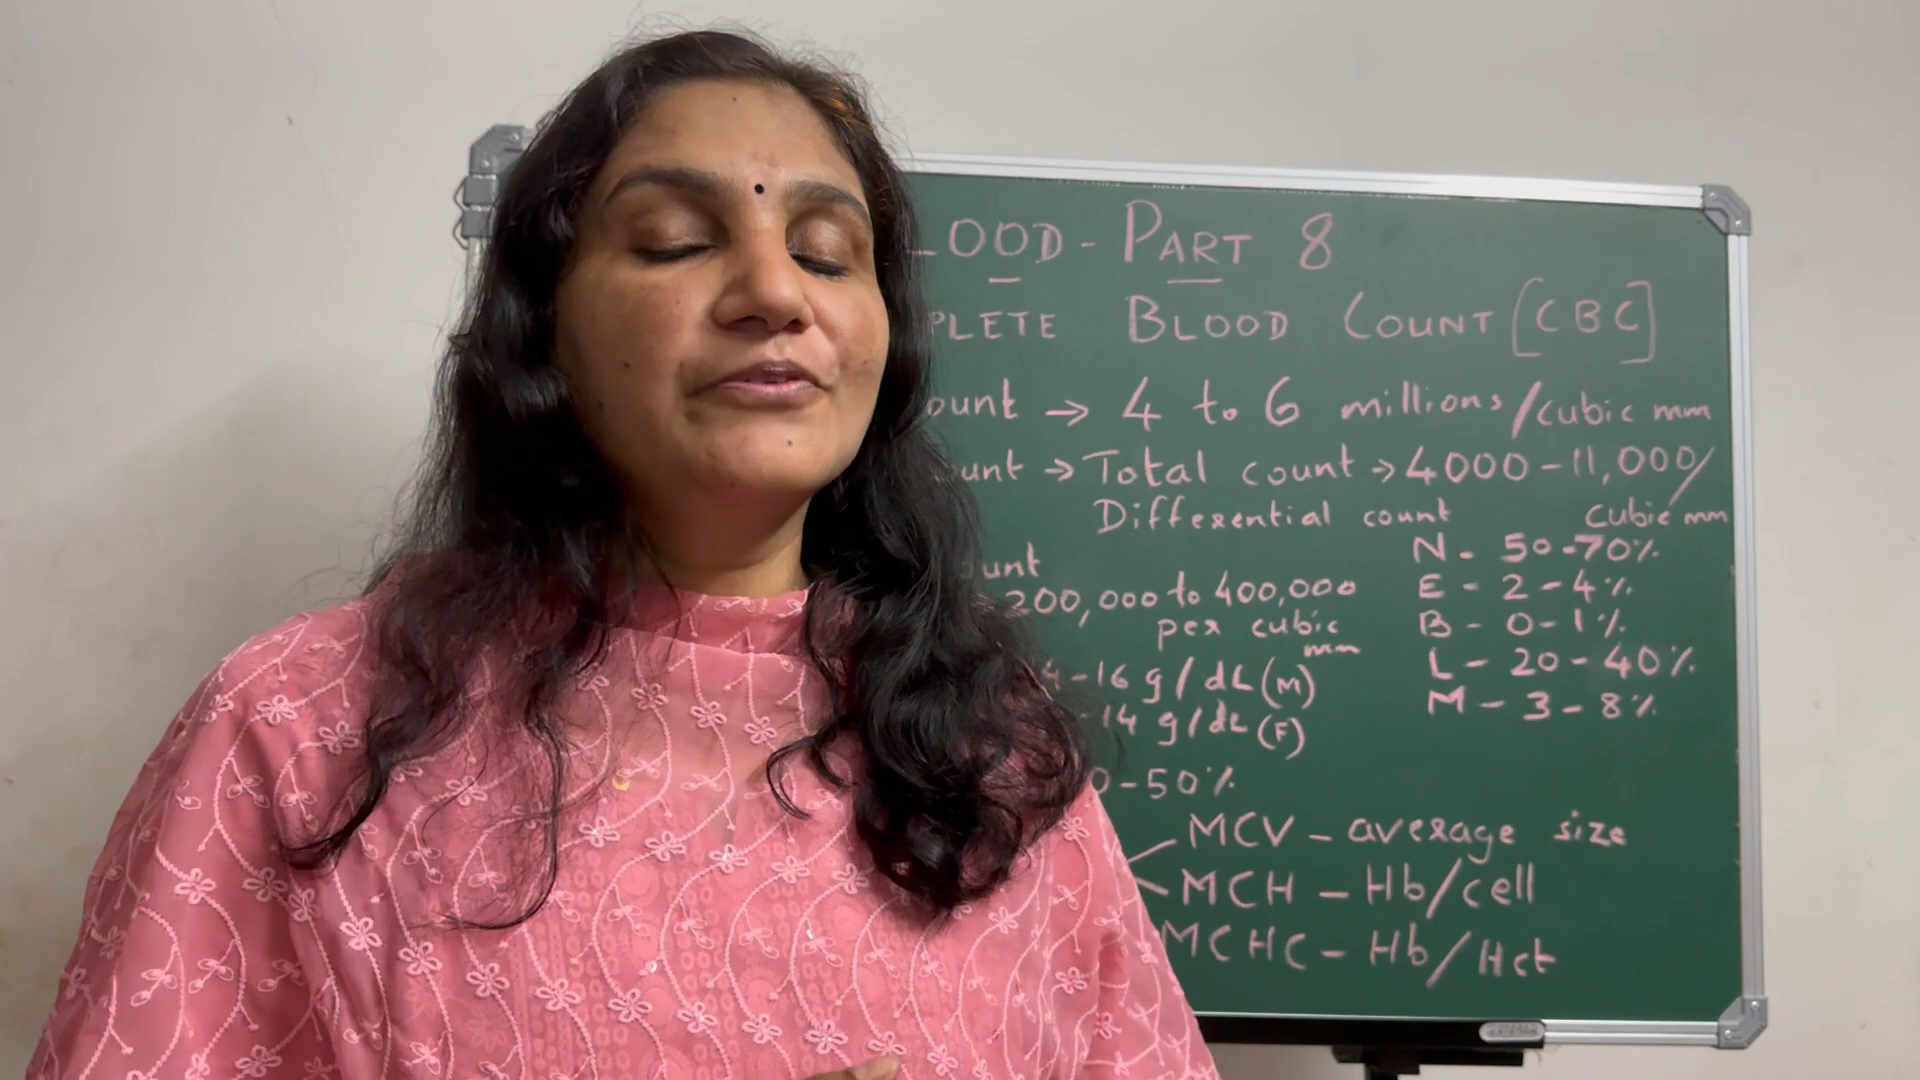 LOOD - PART 8
PLETE BLOOD COUNT [CBC]
ount → 4 to 6 millions/cubic mm
ount → Total count → 4000-11,000/
cubic mm
Differential count
N - 50-70%
E - 2-4%
B - 0-1%
L - 20-40%
M - 3-8%
ount
200,000 to 400,000
per cubic
mm
4-16 g/dL (M)
-14 g/dL (F)
0-50%
MCV - average size
MCH - Hb/cell
MCHC - Hb/Hct